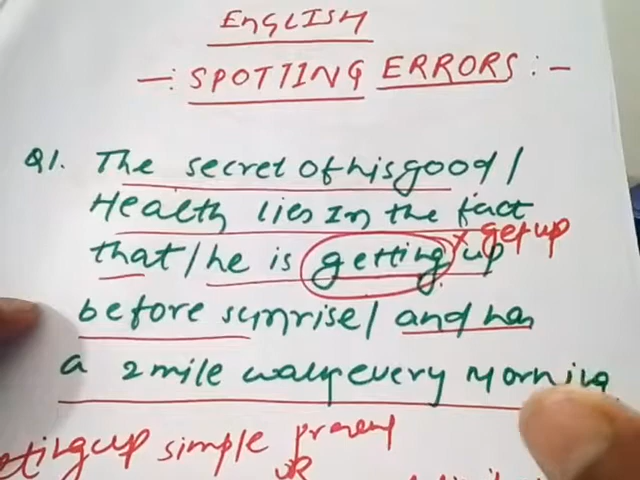 ENGLISH
—: SPOTTING ERRORS :—
Q1. The secret of his good /
Health lies In the fact
that / he is getting up × get up
before sunrise / and has
a 2 mile walk every morning.
simple present
OR